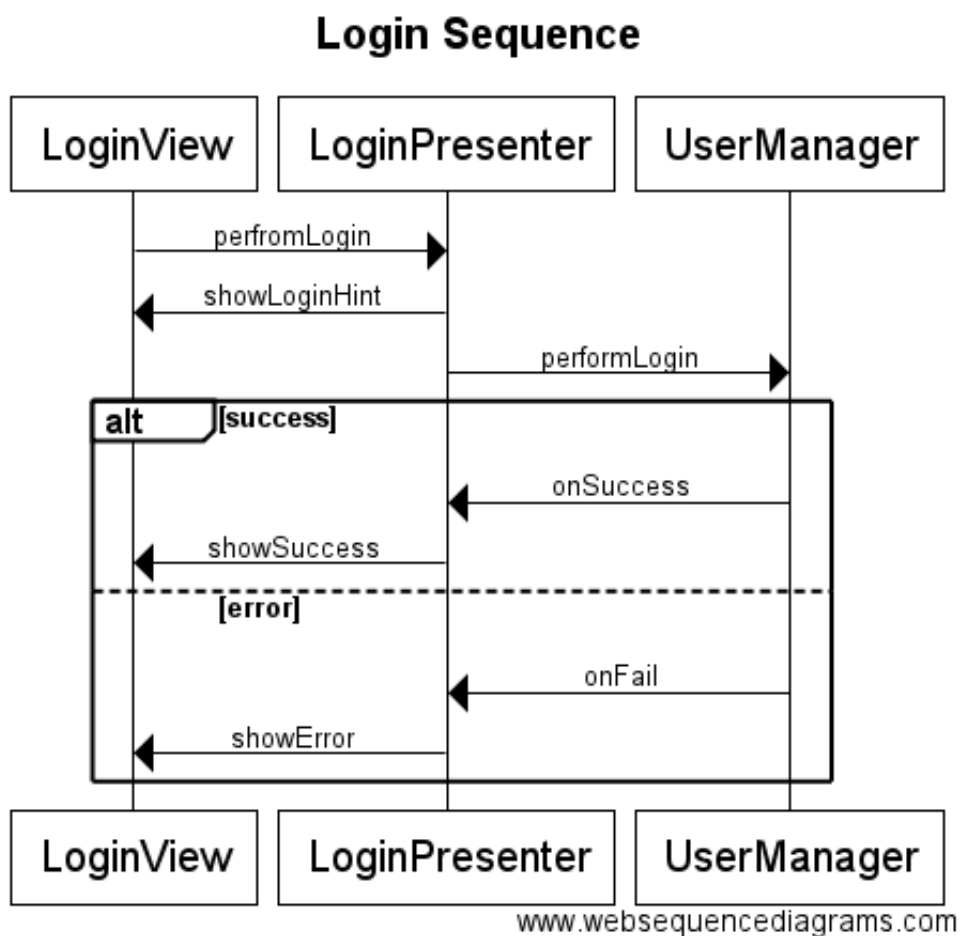 Login Sequence
LoginView LoginPresenter UserManager
perfromLogin
showLoginHint
performLogin
alt [success]
onSuccess
showSuccess
[error]
onFail
showError
LoginView LoginPresenter UserManager
www.websequencediagrams.com